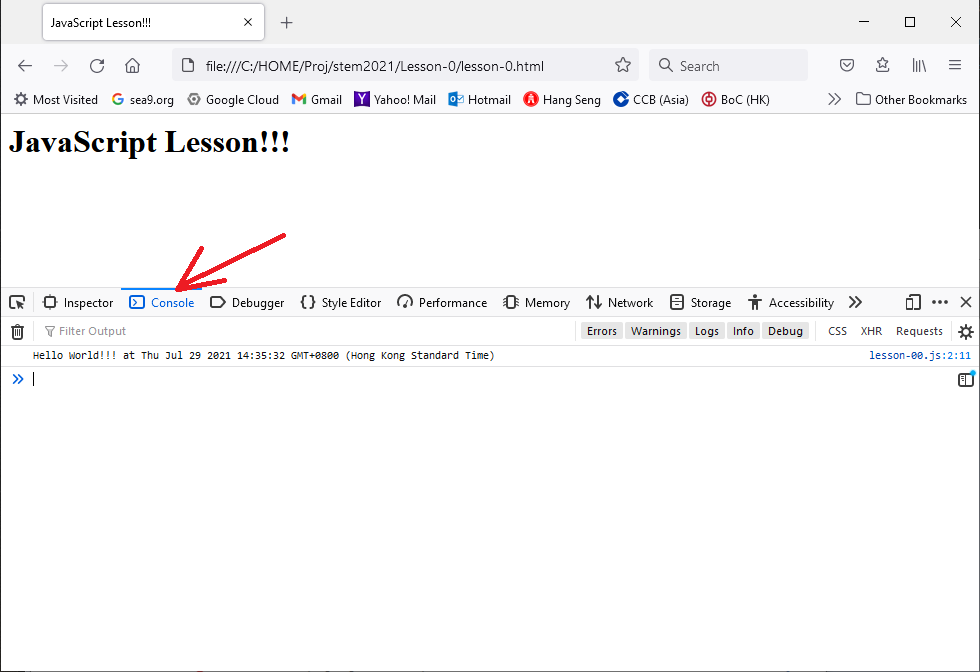 JavaScript Lesson!!!
file:///C:/HOME/Proj/stem2021/Lesson-0/lesson-0.html Search
Most Visited sea9.org Google Cloud Gmail Yahoo! Mail Hotmail Hang Seng CCB (Asia) BoC (HK) Other Bookmarks
JavaScript Lesson!!!
Inspector Console Debugger Style Editor Performance Memory Network Storage Accessibility
Filter Output Errors Warnings Logs Info Debug CSS XHR Requests
Hello World!!! at Thu Jul 29 2021 14:35:32 GMT+0800 (Hong Kong Standard Time) lesson-00.js:2:11